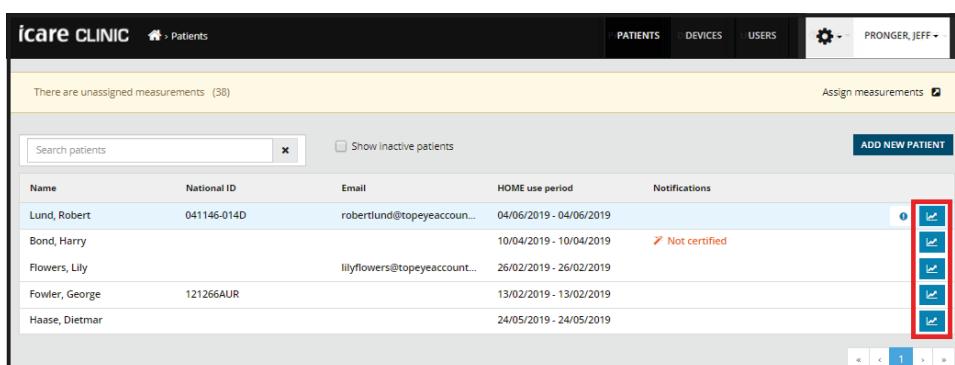 icare CLINIC > Patients PATIENTS DEVICES USERS PRONGER, JEFF
There are unassigned measurements (38) Assign measurements
Search patients × Show inactive patients ADD NEW PATIENT
Name National ID Email HOME use period Notifications
Lund, Robert 041146-014D robertlund@topeyeaccoun... 04/06/2019 - 04/06/2019
Bond, Harry 10/04/2019 - 10/04/2019 Not certified
Flowers, Lily lilyflowers@topeyeaccount... 26/02/2019 - 26/02/2019
Fowler, George 121266AUR 13/02/2019 - 13/02/2019
Haase, Dietmar 24/05/2019 - 24/05/2019
« ‹ 1 › »